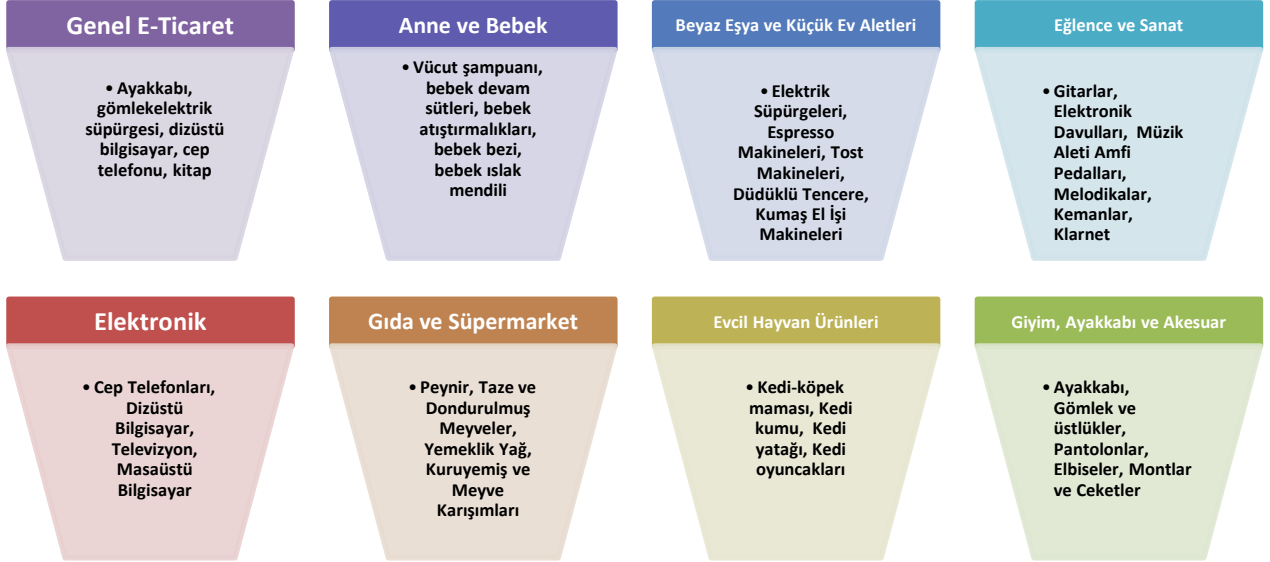 Genel E-Ticaret
• Ayakkabı,
gömlekelektrik
süpürgesi, dizüstü
bilgisayar, cep
telefonu, kitap
Anne ve Bebek
• Vücut şampuanı,
bebek devam
sütleri, bebek
atıştırmalıkları,
bebek bezi,
bebek ıslak
mendili
Beyaz Eşya ve Küçük Ev Aletleri
• Elektrik
Süpürgeleri,
Espresso
Makineleri, Tost
Makineleri,
Düdüklü Tencere,
Kumaş El İşi
Makineleri
Eğlence ve Sanat
• Gitarlar,
Elektronik
Davulları, Müzik
Aleti Amfi
Pedalları,
Melodikalar,
Kemanlar,
Klarnet
Elektronik
• Cep Telefonları,
Dizüstü
Bilgisayar,
Televizyon,
Masaüstü
Bilgisayar
Gıda ve Süpermarket
• Peynir, Taze ve
Dondurulmuş
Meyveler,
Yemeklik Yağ,
Kuruyemiş ve
Meyve
Karışımları
Evcil Hayvan Ürünleri
• Kedi-köpek
maması, Kedi
kumu, Kedi
yatağı, Kedi
oyuncakları
Giyim, Ayakkabı ve Akesuar
• Ayakkabı,
Gömlek ve
üstlükler,
Pantolonlar,
Elbiseler, Montlar
ve Ceketler